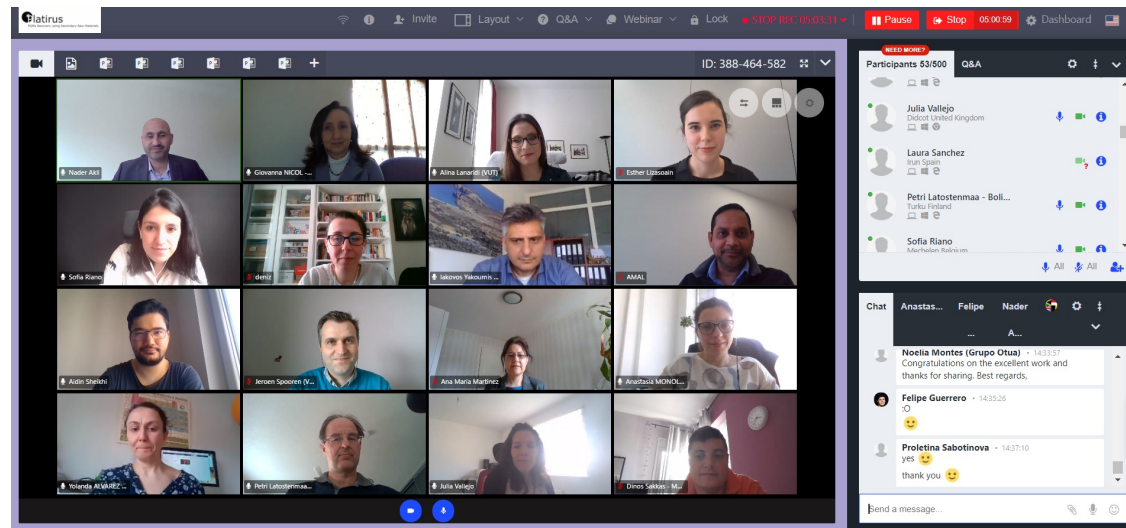 Platirus
Invite
Layout
Q&A
Webinar
Lock
STOP REC 05:03:31
Pause
Stop
05:00:59
Dashboard
ID: 388-464-582
NEED MORE?
Participants 53/500
Q&A
Julia Vallejo
Didcot United Kingdom
Laura Sanchez
Irun Spain
Petri Latostenmaa - Boli...
Turku Finland
Sofia Riano
Mechelen Belgium
All
All
Nader Akil
Giovanna NICOL -...
Alina Lanaridi (VUT)
Esther Lizasoain
Sofia Riano
deniz
Iakovos Yakoumis ...
AMAL
Aidin Sheikhi
Jeroen Spooren (V...
Ana Maria Martinez
Anastasia MONOL...
Yolanda ALVAREZ ...
Petri Latostenmaa...
Julia Vallejo
Dinos Sakkas - M...
Chat
Anastas...
Felipe
...
Nader
A...
Noelia Montes (Grupo Otua) • 14:33:57
Congratulations on the excellent work and
thanks for sharing. Best regards,
Felipe Guerrero • 14:35:26
:O
Proletina Sabotinova • 14:37:10
yes
thank you
Send a message...